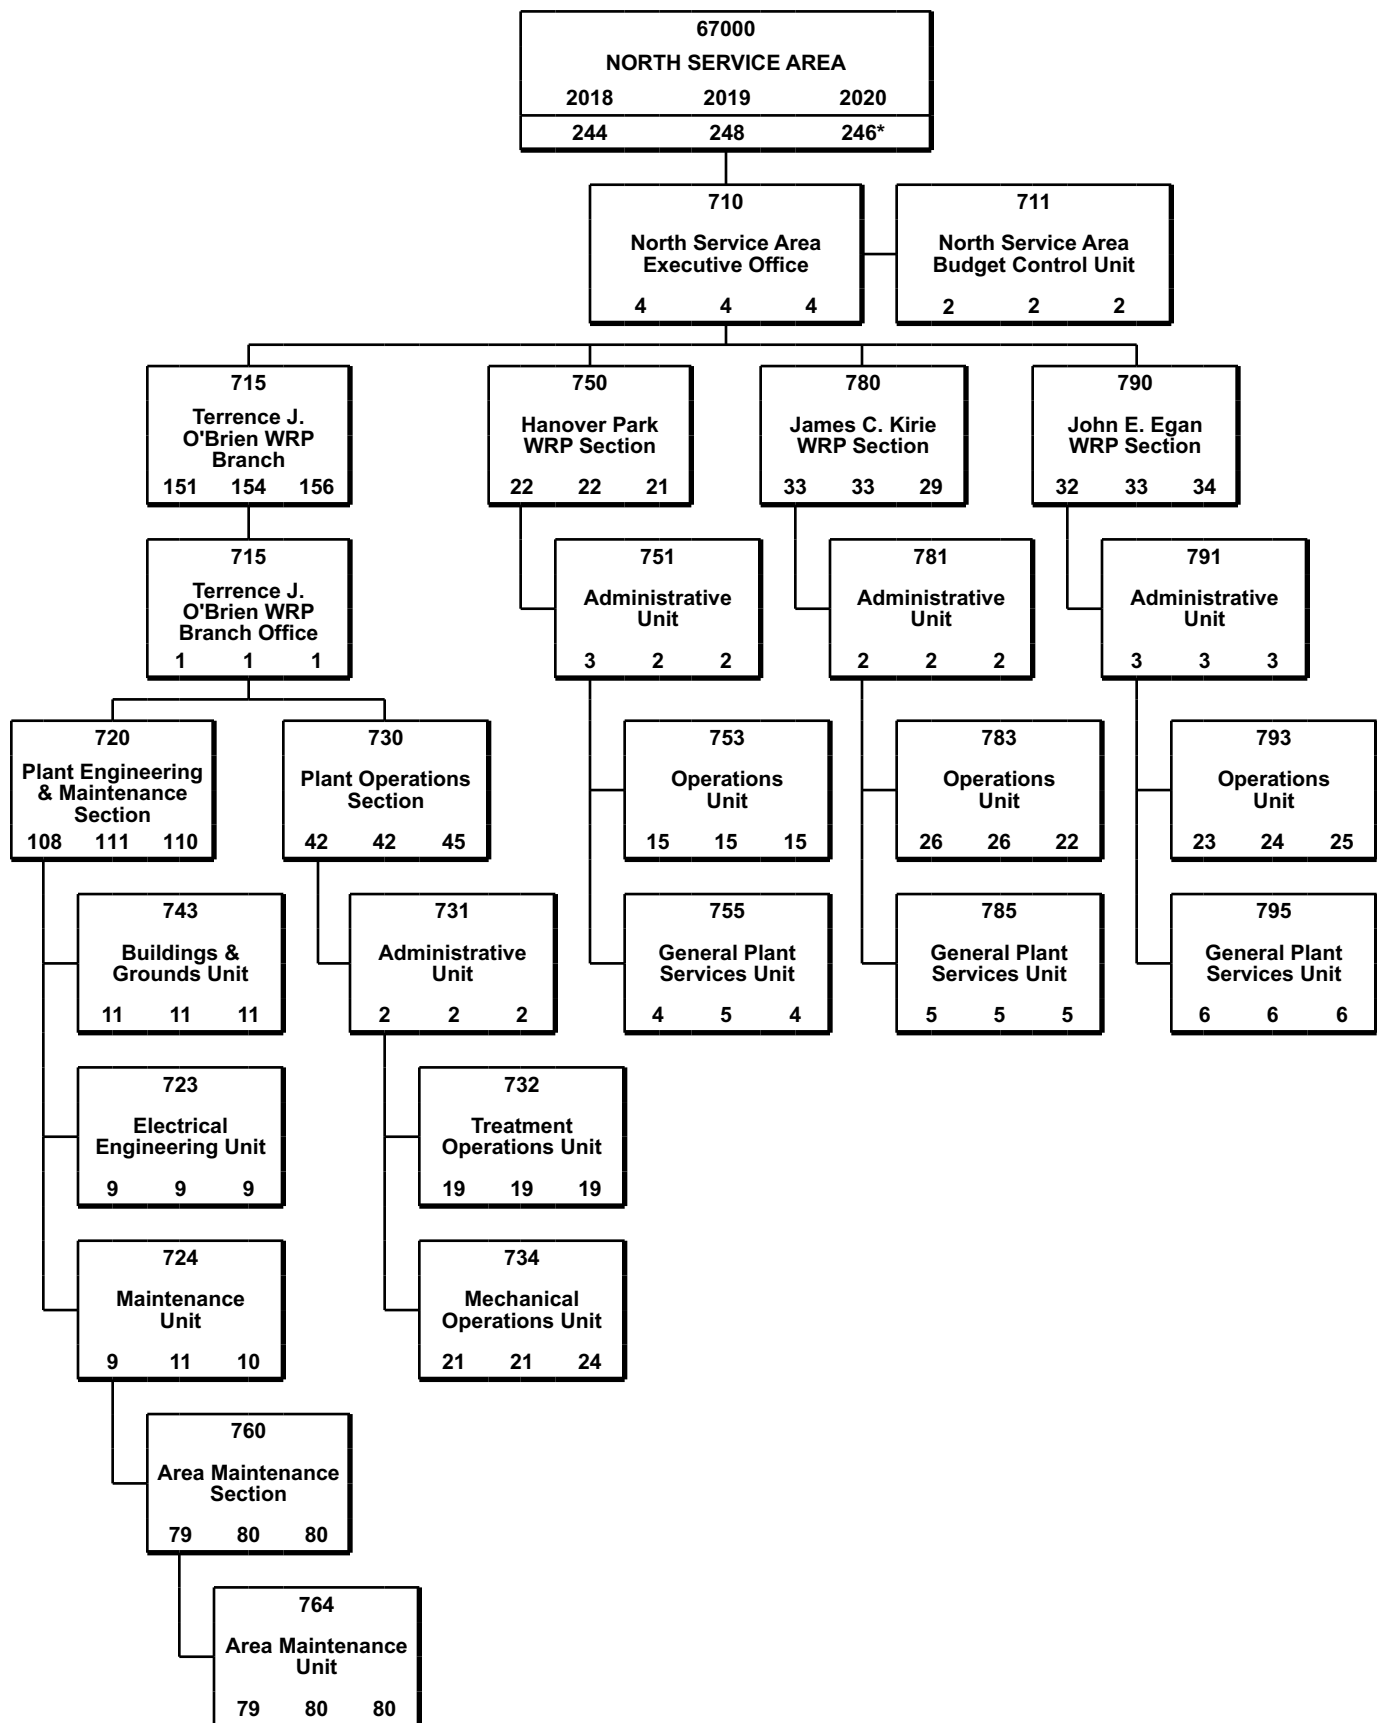 67000
NORTH SERVICE AREA
2018 2019 2020
244 248 246*
710
North Service Area
Executive Office
4 4 4
711
North Service Area
Budget Control Unit
2 2 2
715
Terrence J.
O'Brien WRP
Branch
151 154 156
750
Hanover Park
WRP Section
22 22 21
780
James C. Kirie
WRP Section
33 33 29
790
John E. Egan
WRP Section
32 33 34
715
Terrence J.
O'Brien WRP
Branch Office
1 1 1
751
Administrative
Unit
3 2 2
781
Administrative
Unit
2 2 2
791
Administrative
Unit
3 3 3
720
Plant Engineering
& Maintenance
Section
108 111 110
730
Plant Operations
Section
42 42 45
753
Operations
Unit
15 15 15
783
Operations
Unit
26 26 22
793
Operations
Unit
23 24 25
743
Buildings &
Grounds Unit
11 11 11
731
Administrative
Unit
2 2 2
755
General Plant
Services Unit
4 5 4
785
General Plant
Services Unit
5 5 5
795
General Plant
Services Unit
6 6 6
723
Electrical
Engineering Unit
9 9 9
732
Treatment
Operations Unit
19 19 19
724
Maintenance
Unit
9 11 10
734
Mechanical
Operations Unit
21 21 24
760
Area Maintenance
Section
79 80 80
764
Area Maintenance
Unit
79 80 80